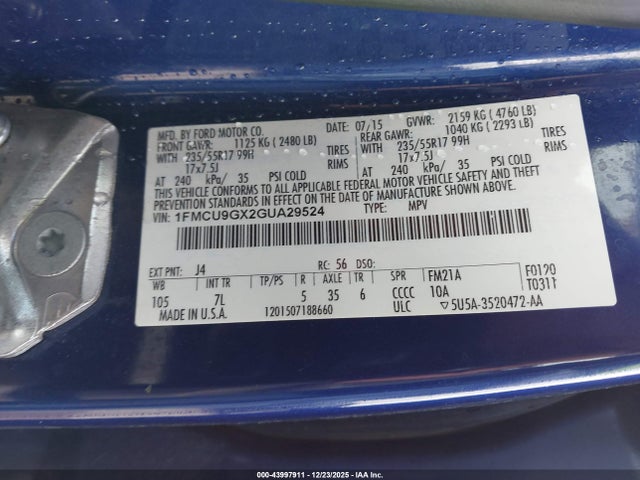 MFD. BY FORD MOTOR CO. DATE: 07/15 GVWR: 2159 KG ( 4760 LB)
FRONT GAWR: 1125 KG ( 2480 LB) REAR GAWR: 1040 KG ( 2293 LB)
WITH 235/55R17 99H TIRES WITH 235/55R17 99H TIRES
17x7.5J RIMS 17x7.5J RIMS
AT 240 kPa/ 35 PSI COLD AT 240 kPa/ 35 PSI COLD
THIS VEHICLE CONFORMS TO ALL APPLICABLE FEDERAL MOTOR VEHICLE SAFETY AND THEFT
PREVENTION STANDARDS IN EFFECT ON THE DATE OF MANUFACTURE SHOWN ABOVE.
VIN: 1FMCU9GX2GUA29524 TYPE: MPV
EXT PNT: J4 RC: 56 DSO: F0120
WB INT TR TP/PS R AXLE TR SPR FM21A T0311
105 7L 5 35 6 CCCC 10A
MADE IN U.S.A. 1201507188660 ULC ▽5U5A-3520472-AA
000-43997911 - 12/23/2025 - IAA Inc.